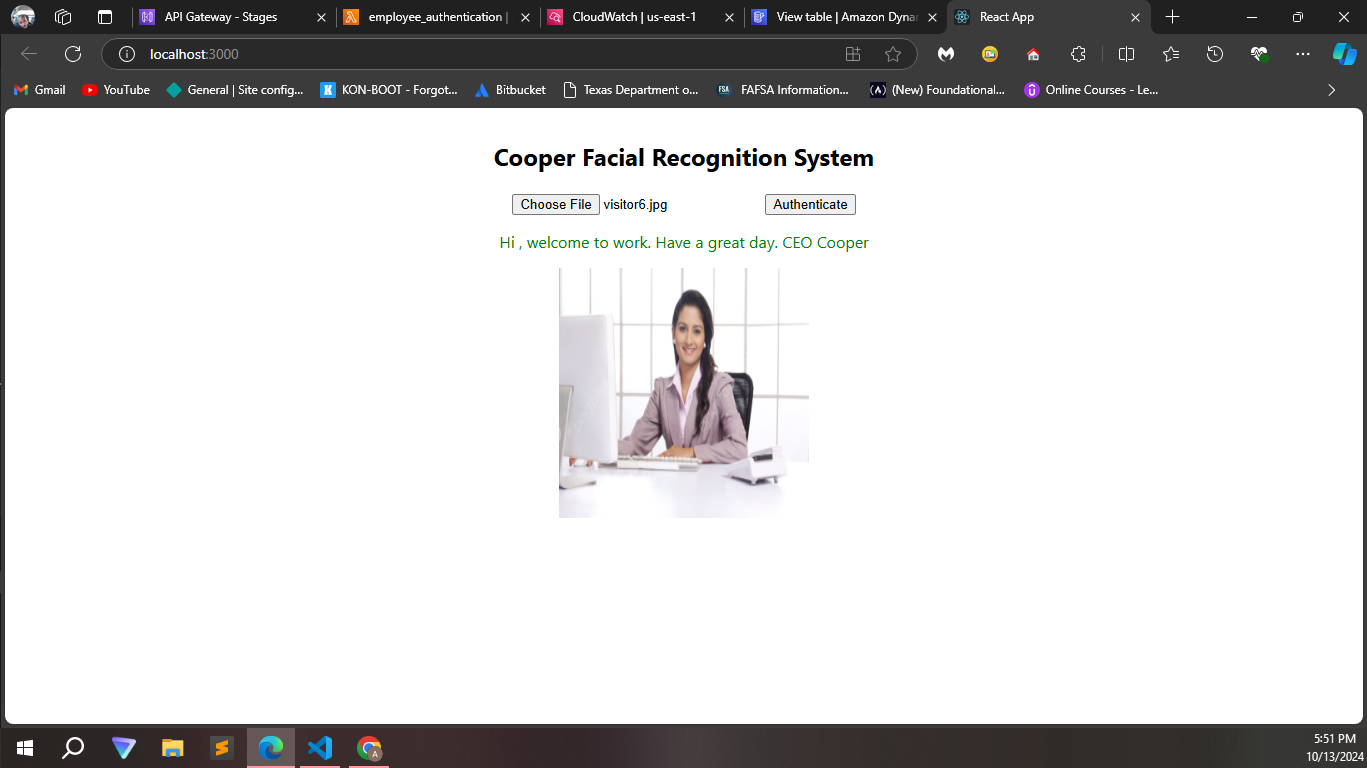 API Gateway - Stages
employee_authentication |
CloudWatch | us-east-1
View table | Amazon Dynar
React App
localhost:3000
Gmail
YouTube
General | Site config...
K
KON-BOOT - Forgot...
Bitbucket
Texas Department o...
FSA
FAFSA Information...
(New) Foundational...
Online Courses - Le...
Cooper Facial Recognition System
Choose File visitor6.jpg
Authenticate
Hi , welcome to work. Have a great day. CEO Cooper
A
5:51 PM
10/13/2024